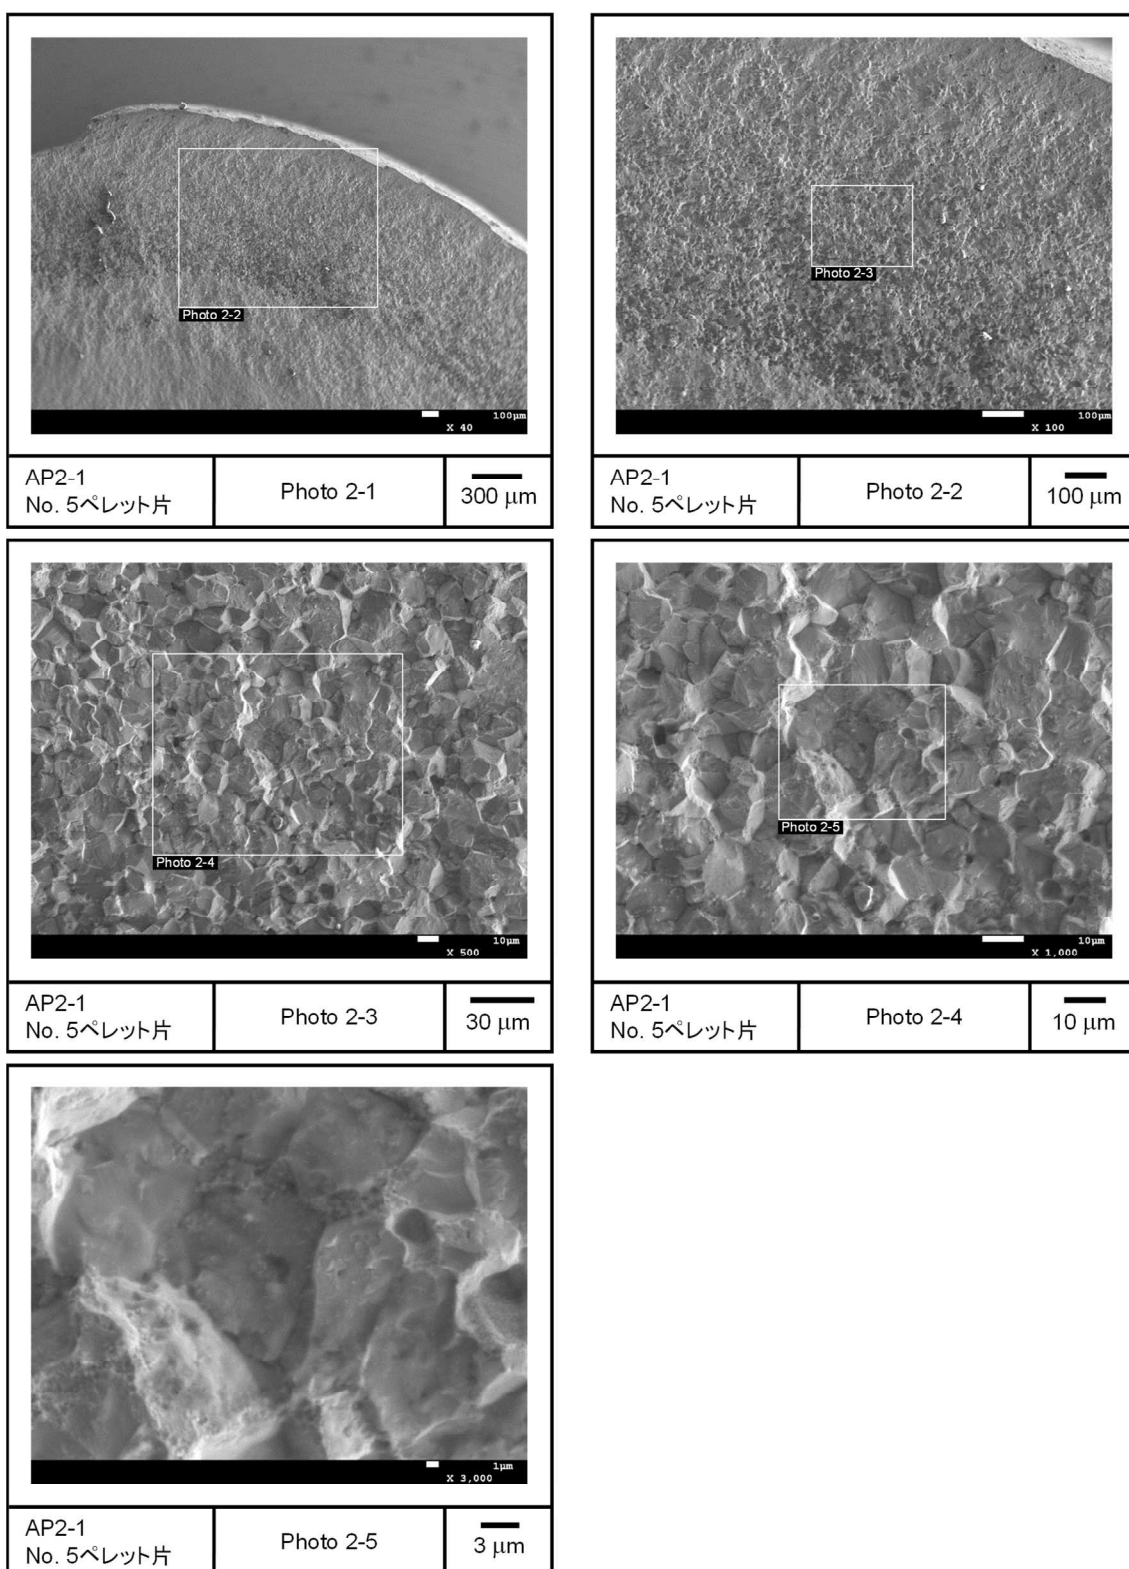 Photo 2-2
100μm
X 40
AP2-1
No. 5ペレット片
Photo 2-1
300 μm
Photo 2-3
100μm
X 100
AP2-1
No. 5ペレット片
Photo 2-2
100 μm
Photo 2-4
10μm
X 500
AP2-1
No. 5ペレット片
Photo 2-3
30 μm
Photo 2-5
10μm
X 1,000
AP2-1
No. 5ペレット片
Photo 2-4
10 μm
1μm
X 3,000
AP2-1
No. 5ペレット片
Photo 2-5
3 μm